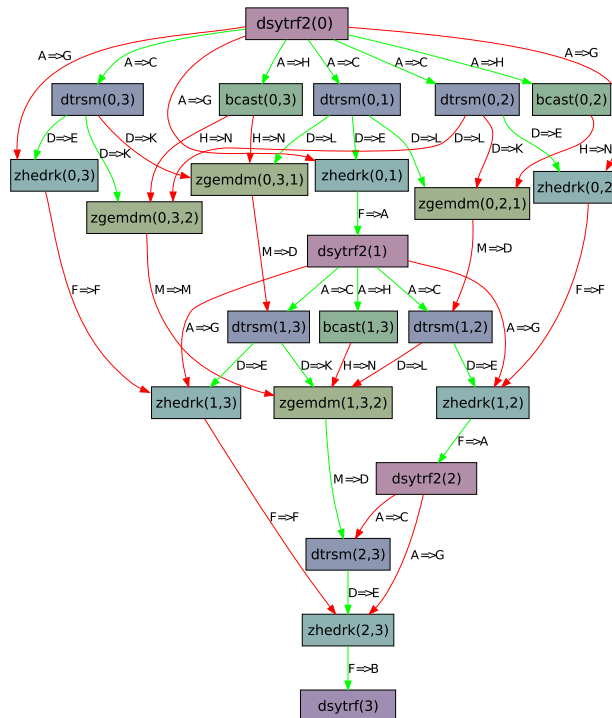 dsytrf2(0)
A=>G
A=>C
A=>H
A=>C
A=>C
A=>H
A=>G
dtrsm(0,3)
bcast(0,3)
dtrsm(0,1)
dtrsm(0,2)
bcast(0,2)
A=>G
D=>E
D=>K
D=>K
H=>N
H=>N
D=>L
D=>E
D=>L
D=>L
D=>K
D=>E
H=>N
zhedrk(0,3)
zgemdm(0,3,1)
zhedrk(0,1)
zhedrk(0,2
zgemdm(0,3,2)
zgemdm(0,2,1)
F=>A
M=>D
dsytrf2(1)
M=>D
F=>F
M=>M
A=>C
A=>H
A=>C
F=>F
A=>G
dtrsm(1,3)
bcast(1,3)
dtrsm(1,2)
A=>G
D=>E
D=>K
H=>N
D=>L
D=>E
zhedrk(1,3)
zgemdm(1,3,2)
zhedrk(1,2)
F=>A
M=>D
dsytrf2(2)
F=>F
A=>C
A=>G
dtrsm(2,3)
D=>E
zhedrk(2,3)
F=>B
dsytrf(3)